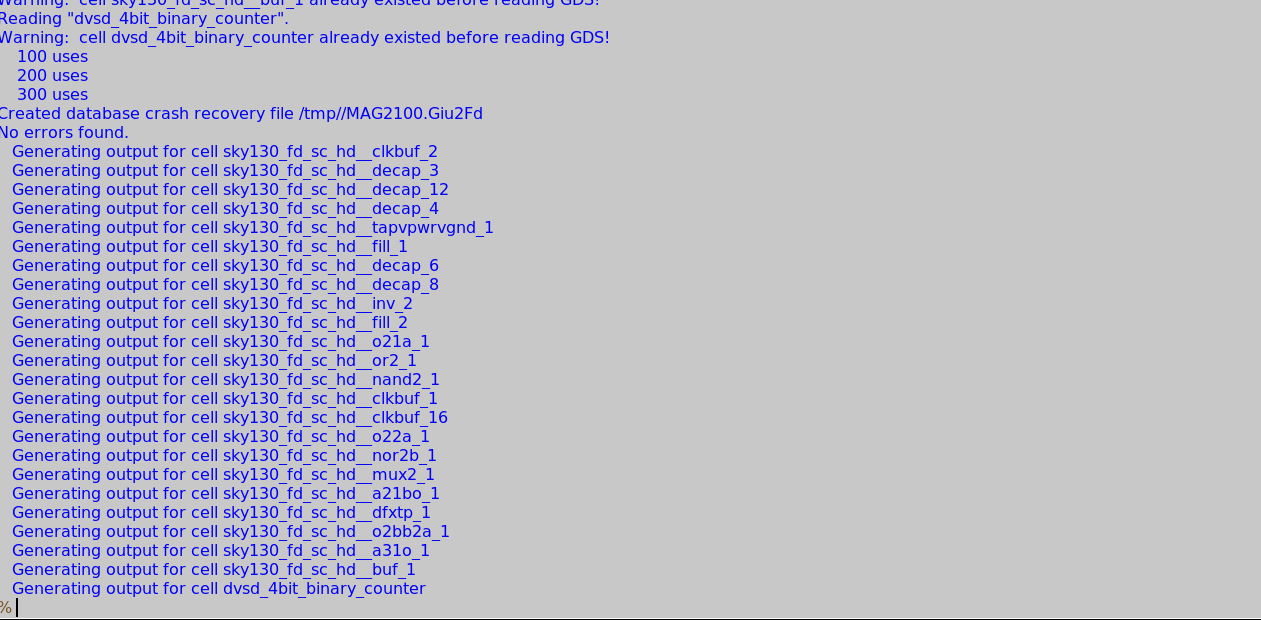 Warning:  cell sky130_fd_sc_hd__buf_1 already existed before reading GDS!
Reading "dvsd_4bit_binary_counter".
Warning:  cell dvsd_4bit_binary_counter already existed before reading GDS!
    100 uses
    200 uses
    300 uses
Created database crash recovery file /tmp//MAG2100.Giu2Fd
No errors found.
   Generating output for cell sky130_fd_sc_hd__clkbuf_2
   Generating output for cell sky130_fd_sc_hd__decap_3
   Generating output for cell sky130_fd_sc_hd__decap_12
   Generating output for cell sky130_fd_sc_hd__decap_4
   Generating output for cell sky130_fd_sc_hd__tapvpwrvgnd_1
   Generating output for cell sky130_fd_sc_hd__fill_1
   Generating output for cell sky130_fd_sc_hd__decap_6
   Generating output for cell sky130_fd_sc_hd__decap_8
   Generating output for cell sky130_fd_sc_hd__inv_2
   Generating output for cell sky130_fd_sc_hd__fill_2
   Generating output for cell sky130_fd_sc_hd__o21a_1
   Generating output for cell sky130_fd_sc_hd__or2_1
   Generating output for cell sky130_fd_sc_hd__nand2_1
   Generating output for cell sky130_fd_sc_hd__clkbuf_1
   Generating output for cell sky130_fd_sc_hd__clkbuf_16
   Generating output for cell sky130_fd_sc_hd__o22a_1
   Generating output for cell sky130_fd_sc_hd__nor2b_1
   Generating output for cell sky130_fd_sc_hd__mux2_1
   Generating output for cell sky130_fd_sc_hd__a21bo_1
   Generating output for cell sky130_fd_sc_hd__dfxtp_1
   Generating output for cell sky130_fd_sc_hd__o2bb2a_1
   Generating output for cell sky130_fd_sc_hd__a31o_1
   Generating output for cell sky130_fd_sc_hd__buf_1
   Generating output for cell dvsd_4bit_binary_counter
%